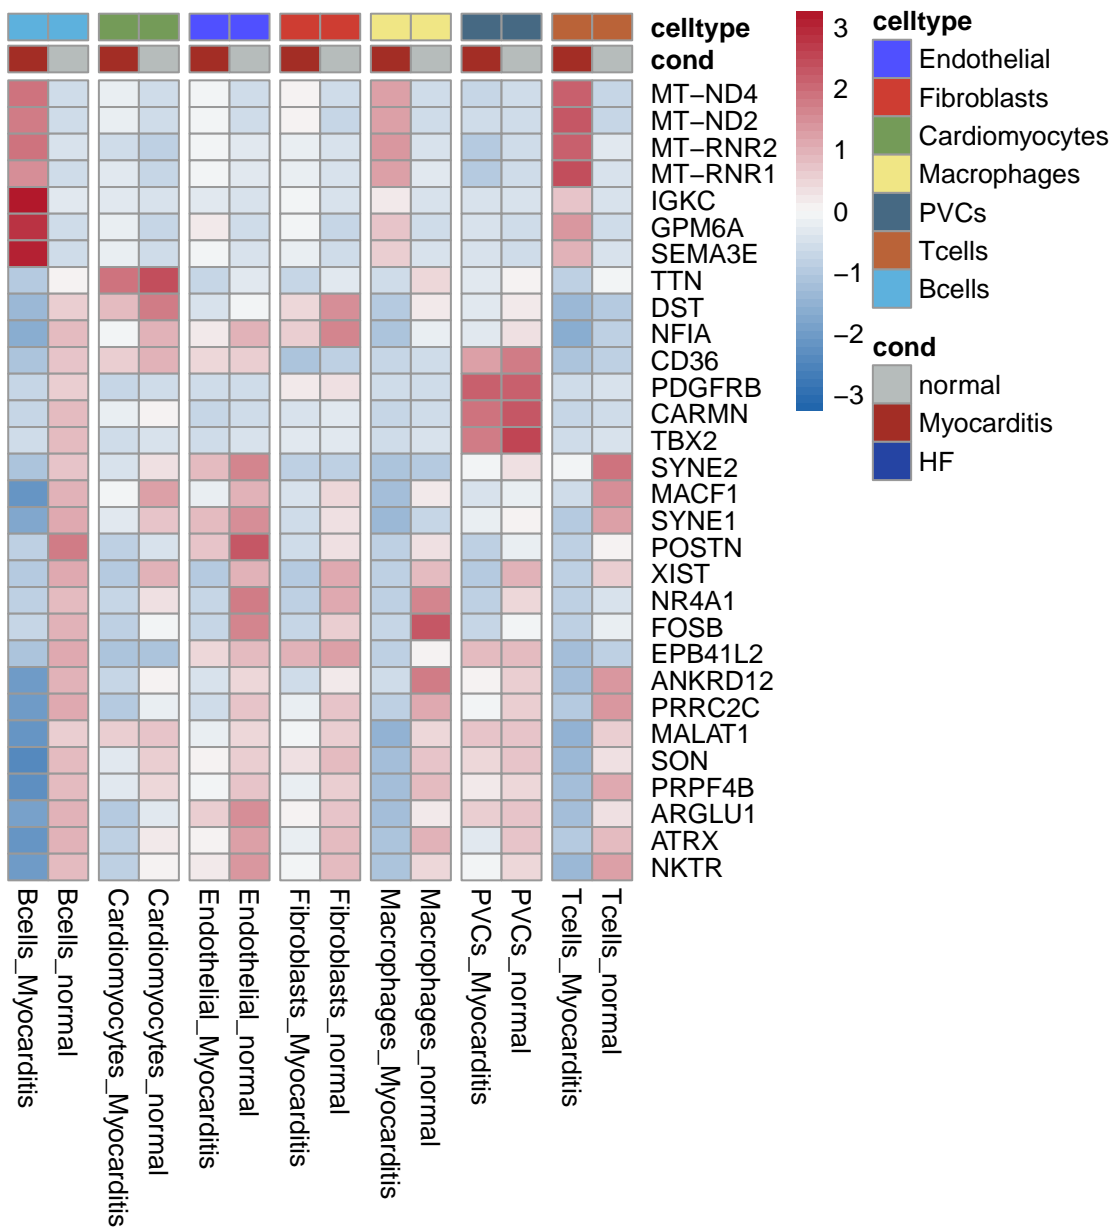 celltype
cond
MT−ND4
MT−ND2
MT−RNR2
MT−RNR1
IGKC
GPM6A
SEMA3E
TTN
DST
NFIA
CD36
PDGFRB
CARMN
TBX2
SYNE2
MACF1
SYNE1
POSTN
XIST
NR4A1
FOSB
EPB41L2
ANKRD12
PRRC2C
MALAT1
SON
PRPF4B
ARGLU1
ATRX
NKTR
Bcells_Myocarditis
Bcells_normal
Cardiomyocytes_Myocarditis
Cardiomyocytes_normal
Endothelial_Myocarditis
Endothelial_normal
Fibroblasts_Myocarditis
Fibroblasts_normal
Macrophages_Myocarditis
Macrophages_normal
PVCs_Myocarditis
PVCs_normal
Tcells_Myocarditis
Tcells_normal
3
2
1
0
−1
−2
−3
celltype
Endothelial
Fibroblasts
Cardiomyocytes
Macrophages
PVCs
Tcells
Bcells
cond
normal
Myocarditis
HF